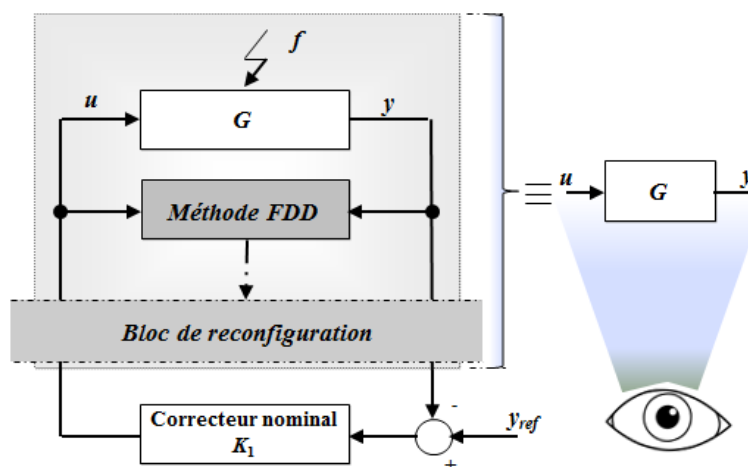 f
u
y
G
Méthode FDD
Bloc de reconfiguration
Correcteur nominal
K1
-
+
yref
u
G
y